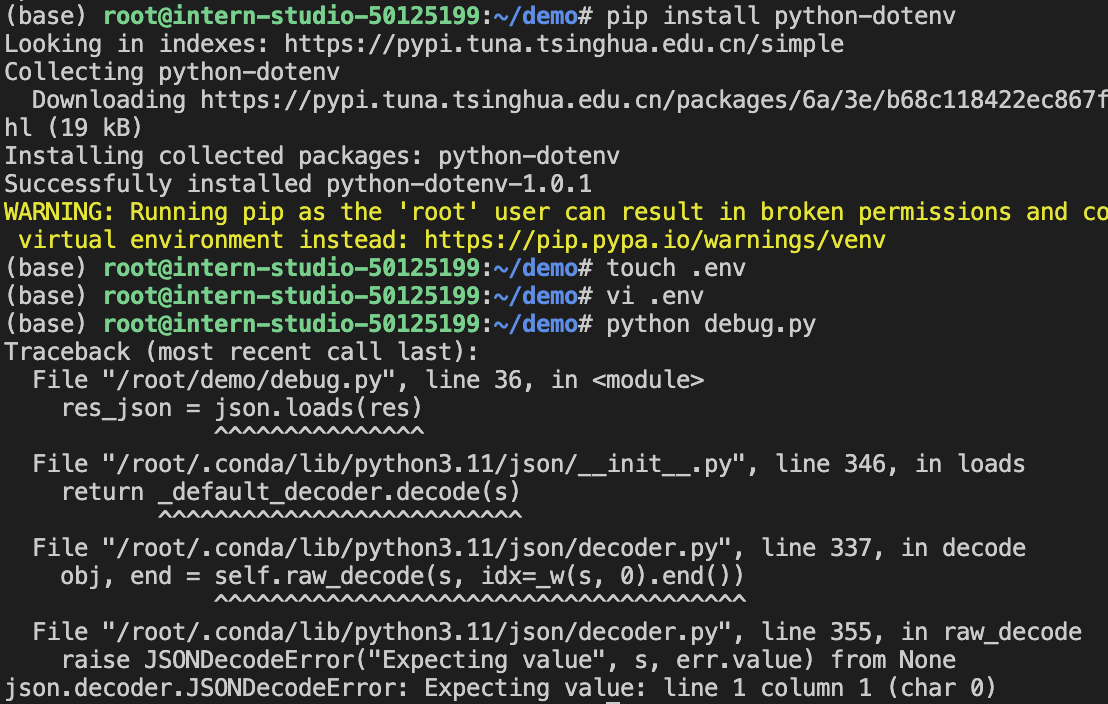 (base) root@intern-studio-50125199:~/demo# pip install python-dotenv
Looking in indexes: https://pypi.tuna.tsinghua.edu.cn/simple
Collecting python-dotenv
  Downloading https://pypi.tuna.tsinghua.edu.cn/packages/6a/3e/b68c118422ec867f
hl (19 kB)
Installing collected packages: python-dotenv
Successfully installed python-dotenv-1.0.1
WARNING: Running pip as the 'root' user can result in broken permissions and co
 virtual environment instead: https://pip.pypa.io/warnings/venv
(base) root@intern-studio-50125199:~/demo# touch .env
(base) root@intern-studio-50125199:~/demo# vi .env
(base) root@intern-studio-50125199:~/demo# python debug.py
Traceback (most recent call last):
  File "/root/demo/debug.py", line 36, in <module>
    res_json = json.loads(res)
               ^^^^^^^^^^^^^^^
  File "/root/.conda/lib/python3.11/json/__init__.py", line 346, in loads
    return _default_decoder.decode(s)
           ^^^^^^^^^^^^^^^^^^^^^^^^^^
  File "/root/.conda/lib/python3.11/json/decoder.py", line 337, in decode
    obj, end = self.raw_decode(s, idx=_w(s, 0).end())
               ^^^^^^^^^^^^^^^^^^^^^^^^^^^^^^^^^^^^^^
  File "/root/.conda/lib/python3.11/json/decoder.py", line 355, in raw_decode
    raise JSONDecodeError("Expecting value", s, err.value) from None
json.decoder.JSONDecodeError: Expecting value: line 1 column 1 (char 0)